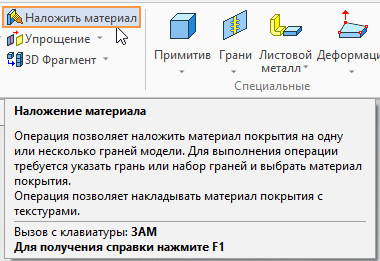 Наложить материал
Упрощение
3D Фрагмент
Примитив
Грани
Листовой
металл
Деформаци
Специальные
Наложение материала
Операция позволяет наложить материал покрытия на одну
или несколько граней модели. Для выполнения операции
требуется указать грань или набор граней и выбрать материал
покрытия.
Операция позволяет накладывать материал покрытия с
текстурами.
Вызов с клавиатуры: 3AM
Для получения справки нажмите F1